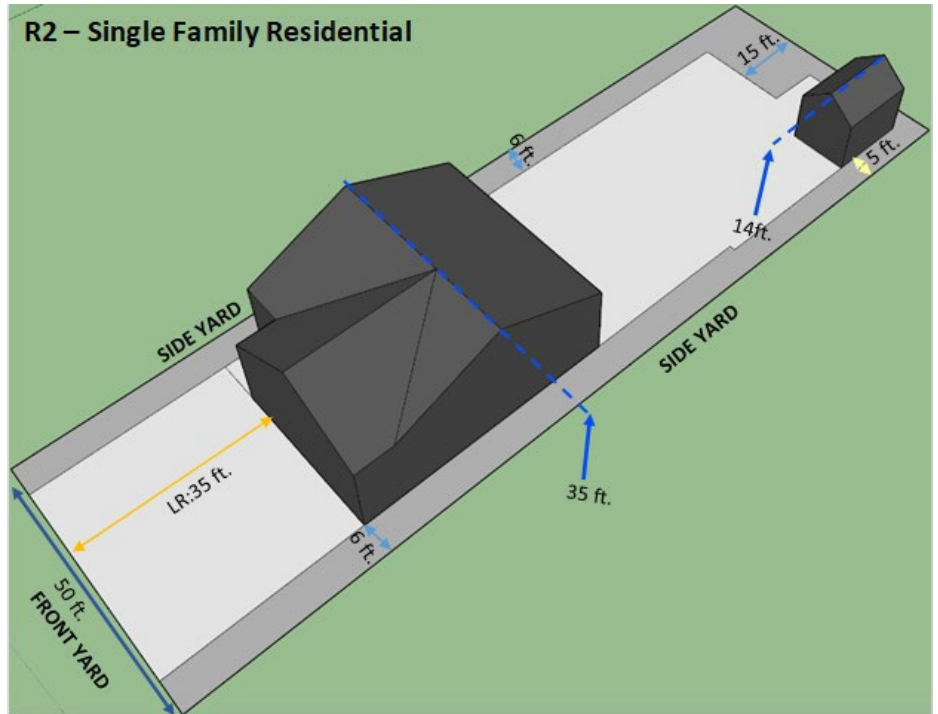 R2 – Single Family Residential
15 ft.
6 ft.
5 ft.
14ft.
SIDE YARD
SIDE YARD
LR:35 ft.
35 ft.
6 ft.
50 ft.
FRONT YARD